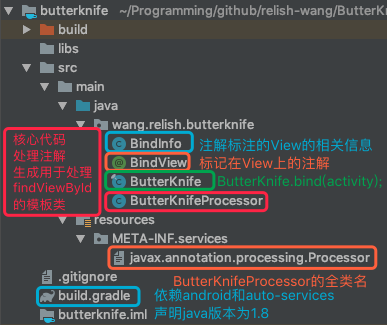 butterknife ~/Programming/github/relish-wang/ButterK
build
libs
src
main
java
wang.relish.butterknife
核心代码
处理注解
生成用于处理
findViewById
的模板类
BindInfo 注解标注的View的相关信息
BindView 标记在View上的注解
ButterKnife ButterKnife.bind(activity);
ButterKnifeProcessor
resources
META-INF.services
javax.annotation.processing.Processor
.gitignore ButterKnifeProcessor的全类名
build.gradle 依赖android和auto-services
butterknife.iml 声明java版本为1.8